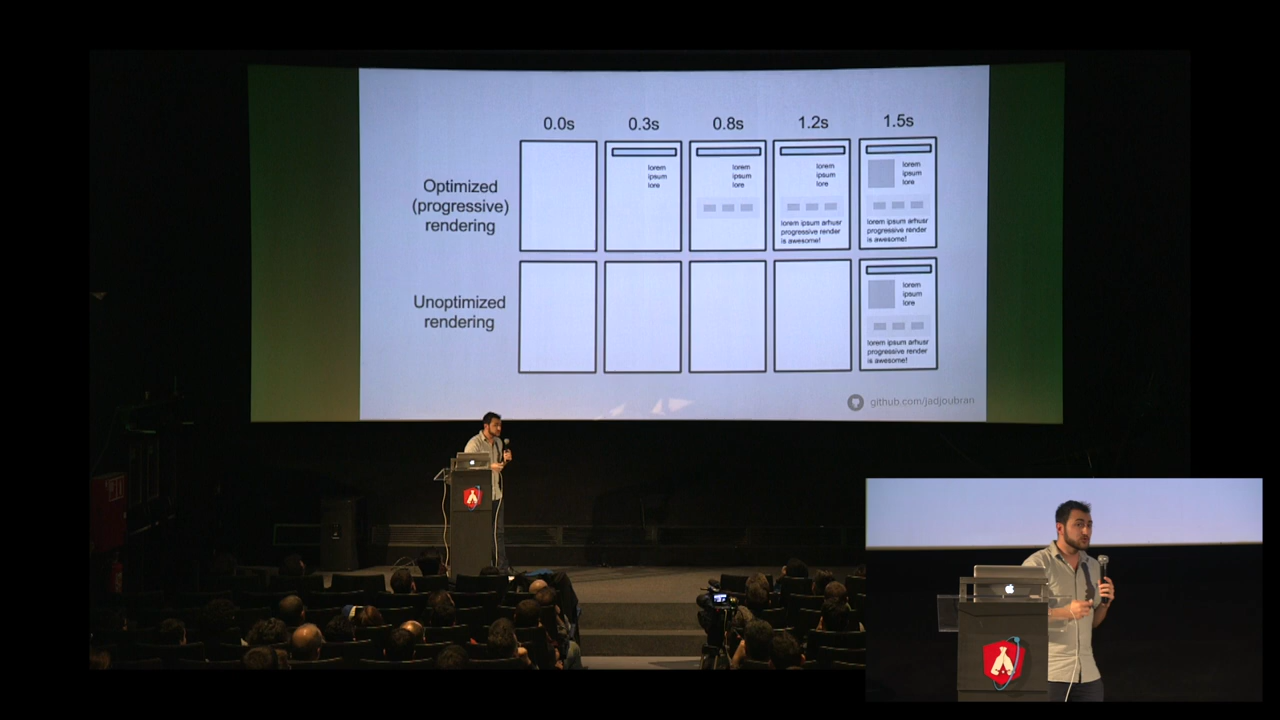 0.0s 0.3s 0.8s 1.2s 1.5s
Optimized
(progressive)
rendering
lorem
ipsum
lore
lorem
ipsum
lore
lorem
ipsum
lore
lorem ipsum arhusr
progressive render
is awesome!
lorem
ipsum
lore
lorem ipsum arhusr
progressive render
is awesome!
Unoptimized
rendering
lorem
ipsum
lore
lorem ipsum arhusr
progressive render
is awesome!
github.com/jadjoubran